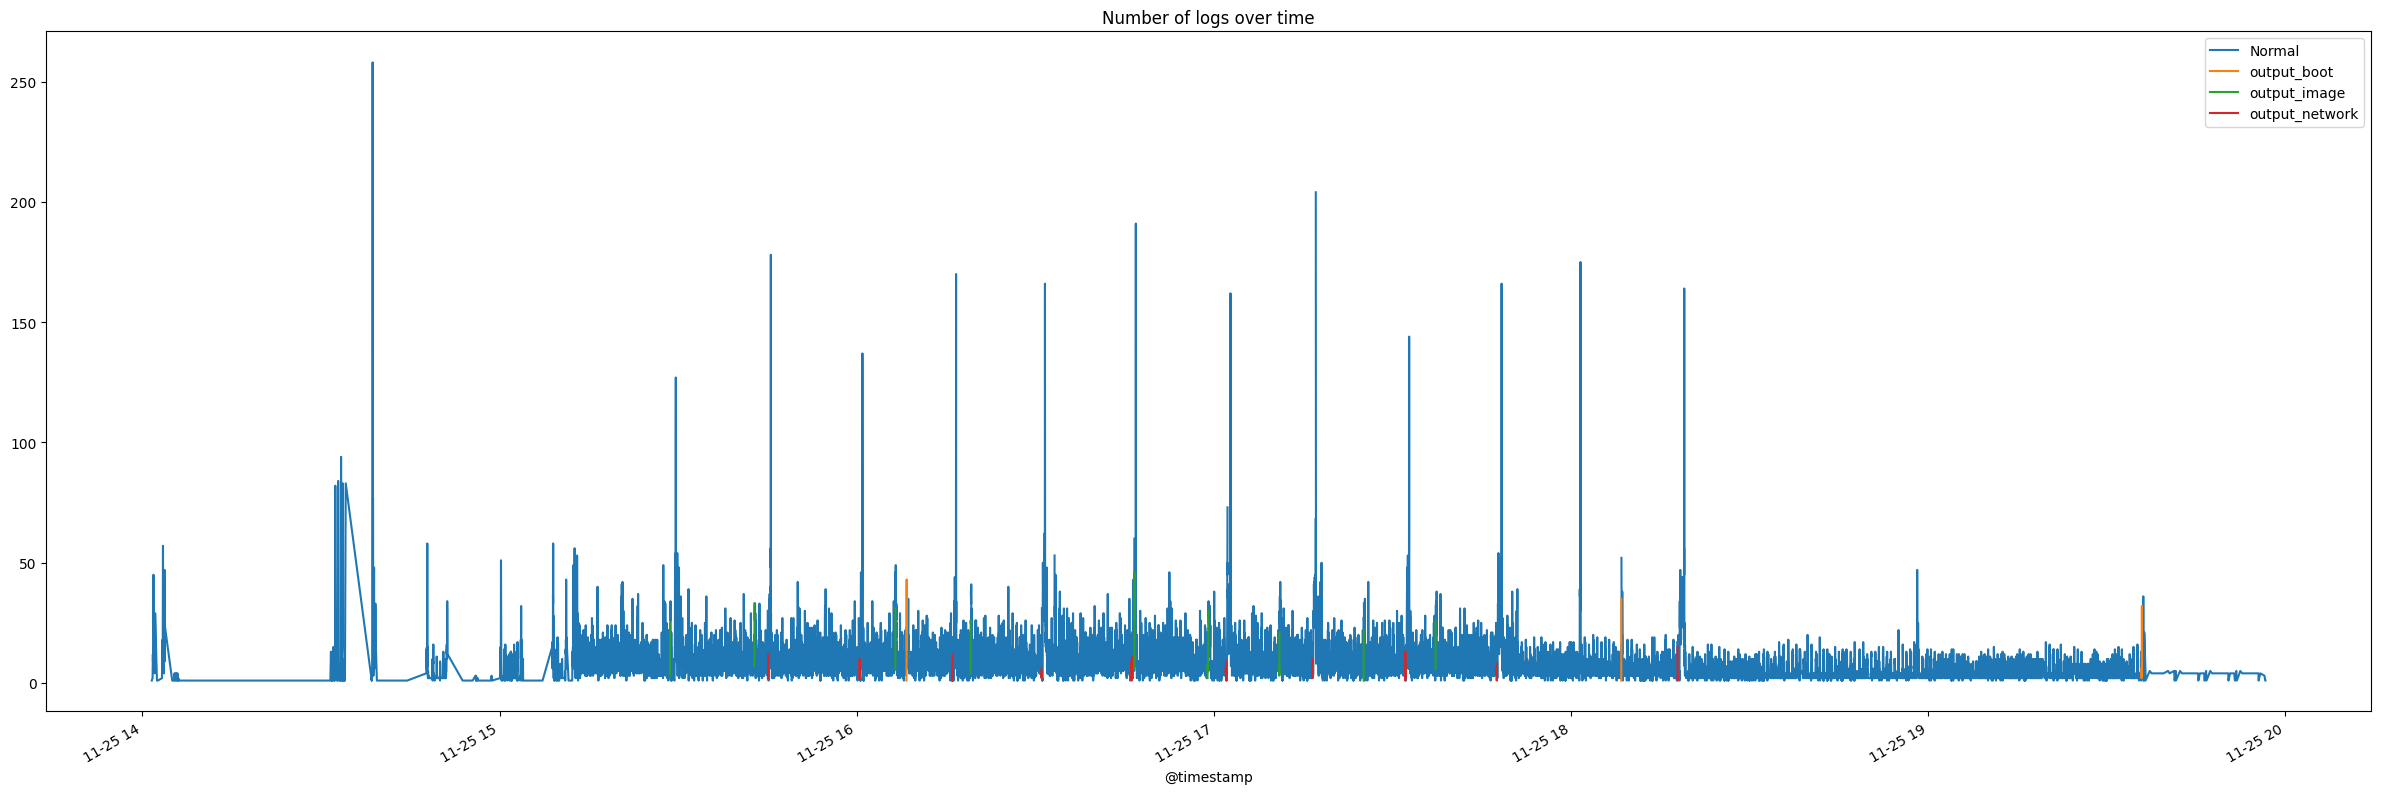 Number of logs over time
Normal
output_boot
output_image
output_network
250
200
150
100
50
0
11-25 14
11-25 15
11-25 16
11-25 17
11-25 18
11-25 19
11-25 20
@timestamp